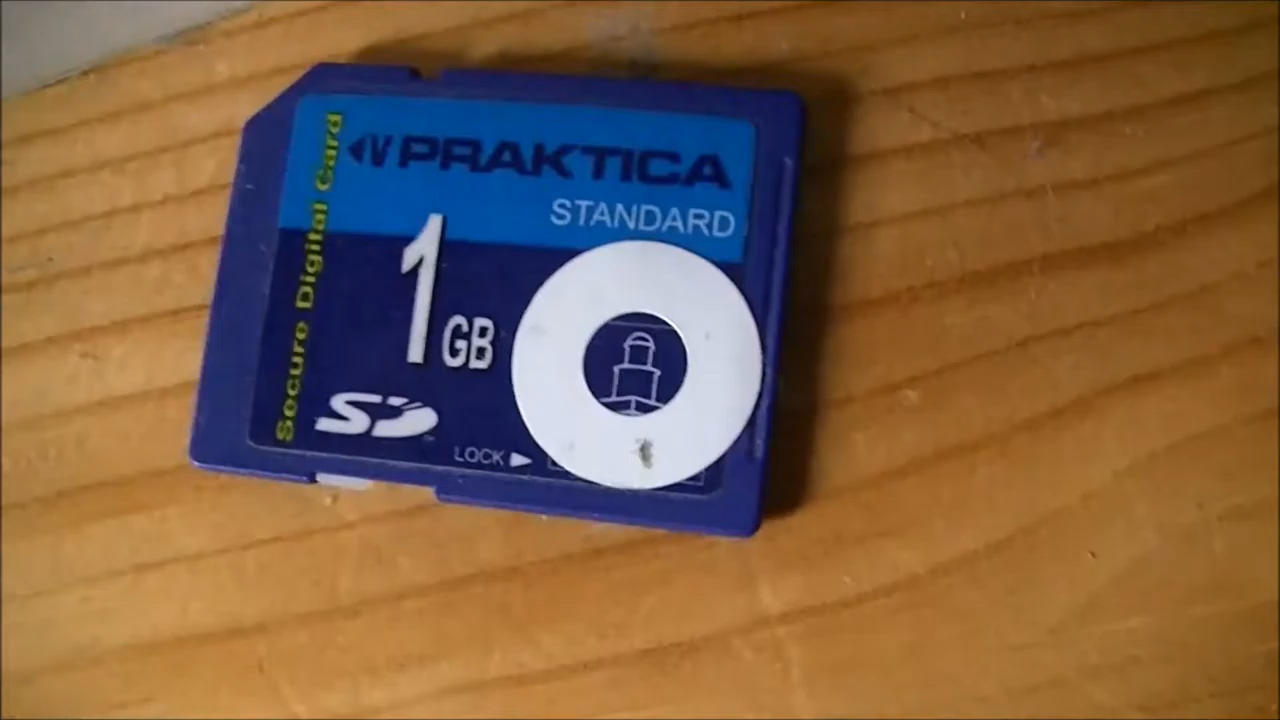 PRAKTICA
STANDARD
Secure Digital Card
1 GB
SD
LOCK